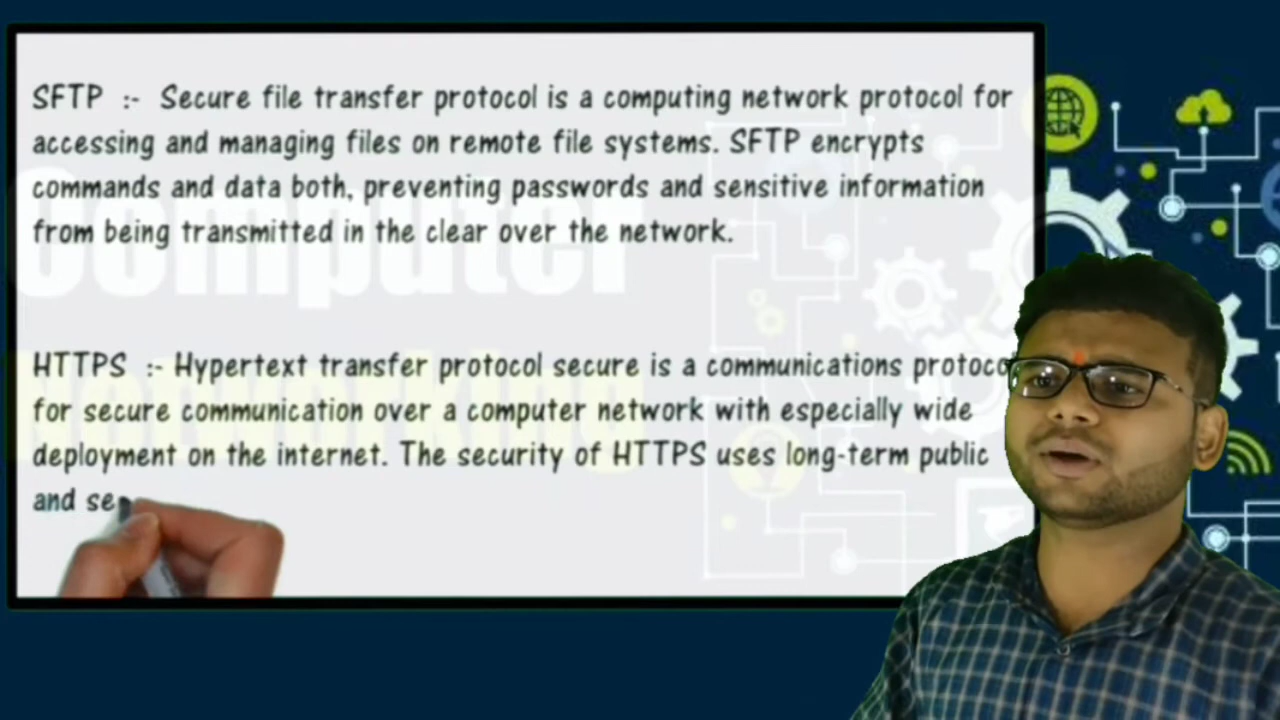 SFTP :- Secure file transfer protocol is a computing network protocol for
accessing and managing files on remote file systems. SFTP encrypts
commands and data both, preventing passwords and sensitive information
from being transmitted in the clear over the network.
Computer
HTTPS :- Hypertext transfer protocol secure is a communications protoco
for secure communication over a computer network with especially wide
Networking
deployment on the internet. The security of HTTPS uses long-term public
and se